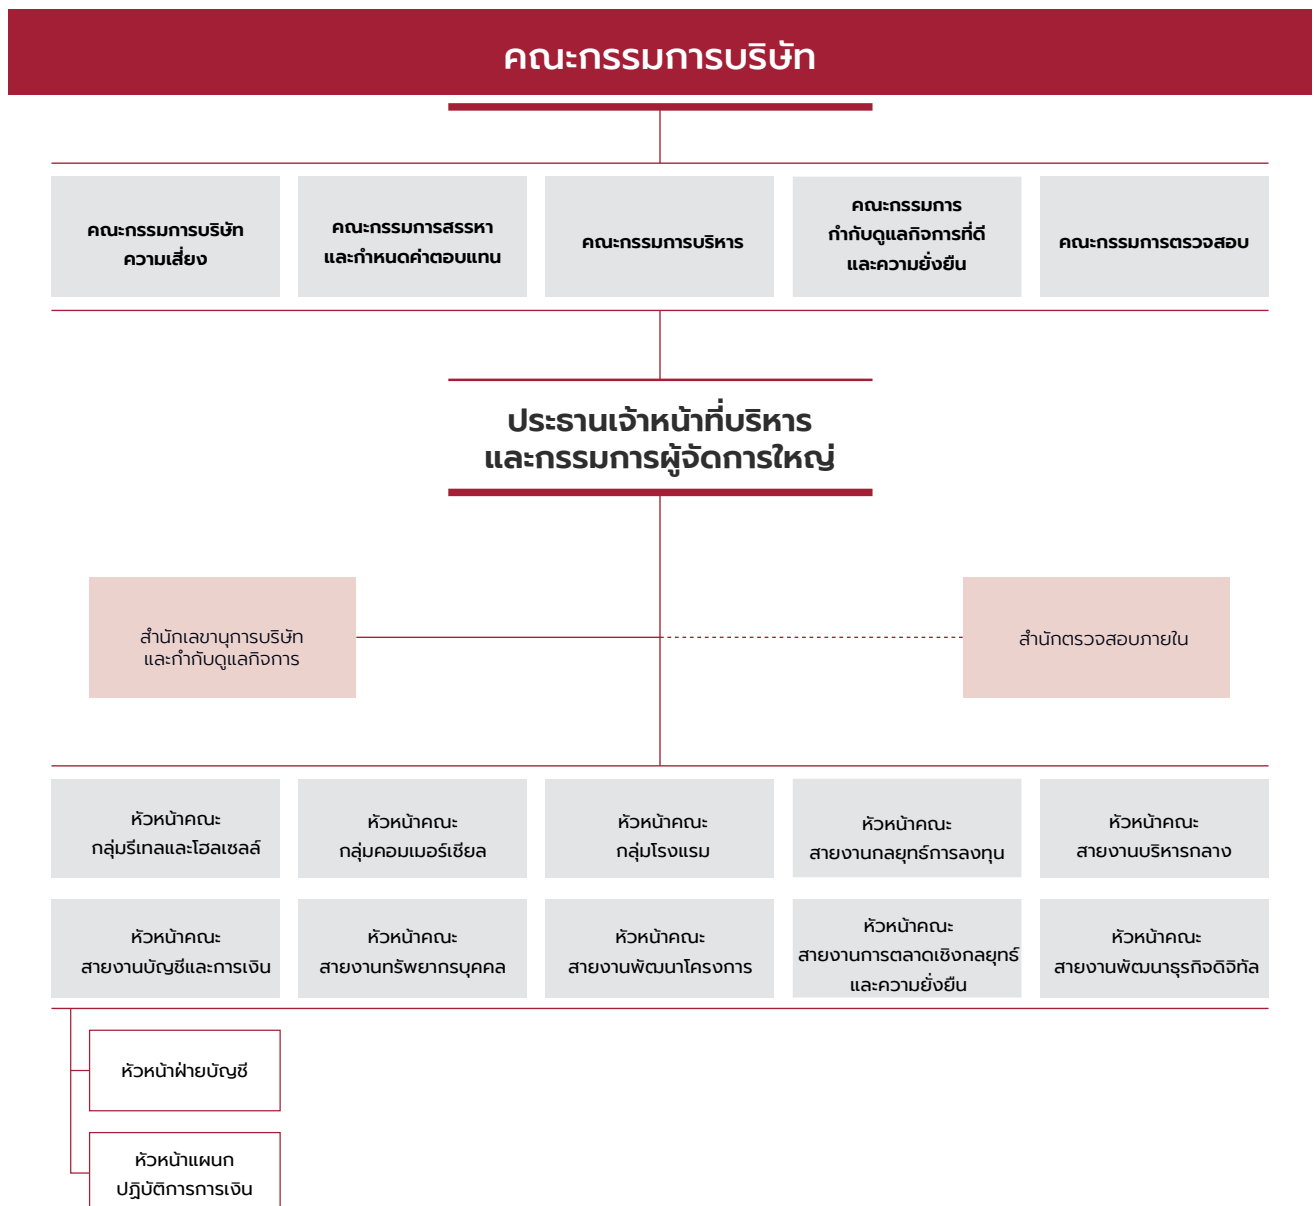 คณะกรรมการบริษัท
คณะกรรมการบริษัท
ความเสี่ยง
คณะกรรมการสรรหา
และกำหนดค่าตอบแทน
คณะกรรมการบริหาร
คณะกรรมการ
กำกับดูแลกิจการที่ดี
และความยั่งยืน
คณะกรรมการตรวจสอบ
ประธานเจ้าหน้าที่บริหาร
และกรรมการผู้จัดการใหญ่
สำนักเลขานุการบริษัท
และกำกับดูแลกิจการ
สำนักตรวจสอบภายใน
หัวหน้าคณะ
กลุ่มรีเทลและโฮลเซลล์
หัวหน้าคณะ
กลุ่มคอมเมอร์เชียล
หัวหน้าคณะ
กลุ่มโรงแรม
หัวหน้าคณะ
สายงานกลยุทธ์การลงทุน
หัวหน้าคณะ
สายงานบริหารกลาง
หัวหน้าคณะ
สายงานบัญชีและการเงิน
หัวหน้าคณะ
สายงานทรัพยากรบุคคล
หัวหน้าคณะ
สายงานพัฒนาโครงการ
หัวหน้าคณะ
สายงานการตลาดเชิงกลยุทธ์
และความยั่งยืน
หัวหน้าคณะ
สายงานพัฒนาธุรกิจดิจิทัล
หัวหน้าฝ่ายบัญชี
หัวหน้าแผนก
ปฏิบัติการการเงิน